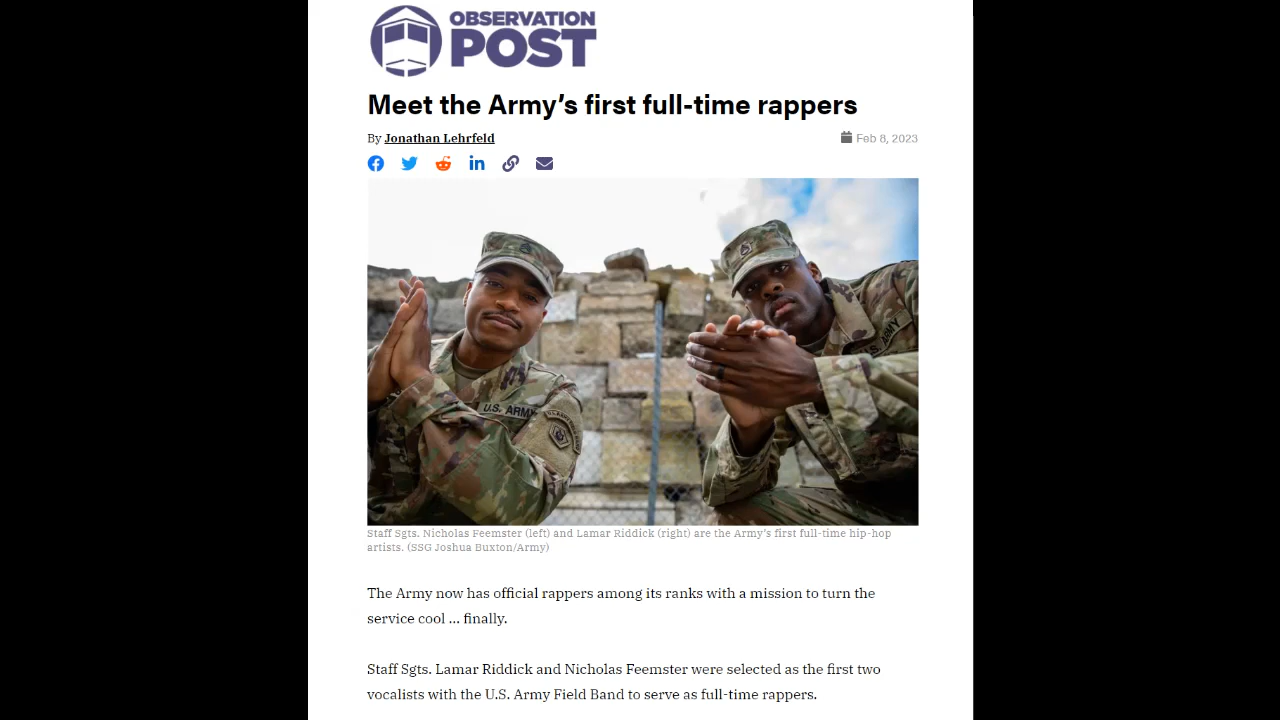 OBSERVATION
POST
Meet the Army’s first full-time rappers
By Jonathan Lehrfeld
Feb 8, 2023
U.S. ARMY
U.S. ARMY
Staff Sgts. Nicholas Feemster (left) and Lamar Riddick (right) are the Army’s first full-time hip-hop
artists. (SSG Joshua Buxton/Army)
The Army now has official rappers among its ranks with a mission to turn the
service cool … finally.
Staff Sgts. Lamar Riddick and Nicholas Feemster were selected as the first two
vocalists with the U.S. Army Field Band to serve as full-time rappers.